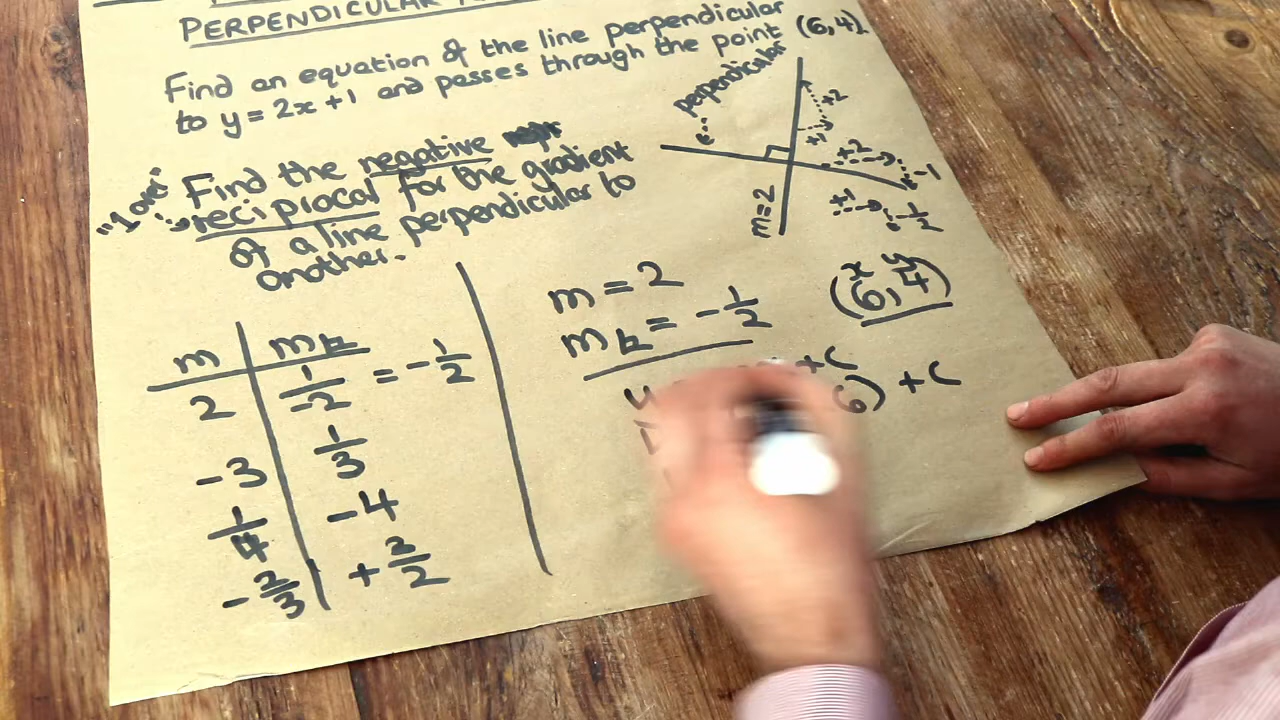 PERPENDICULAR
Find an equation of the line perpendicular
to y = 2x + 1 and passes through the point (6,4).
"1 over"
Find the negative
reciprocal for the gradient
of a line perpendicular to
another.
perpendicular
+2
+1
+2
-1
+1
-1/2
m=2
m | m⊥
2 | 1/-2 = -1/2
-3 | 1/3
1/4 | -4
-2/3 | +3/2
m = 2
m⊥ = -1/2
x y
(6,4)
+c
6) + c